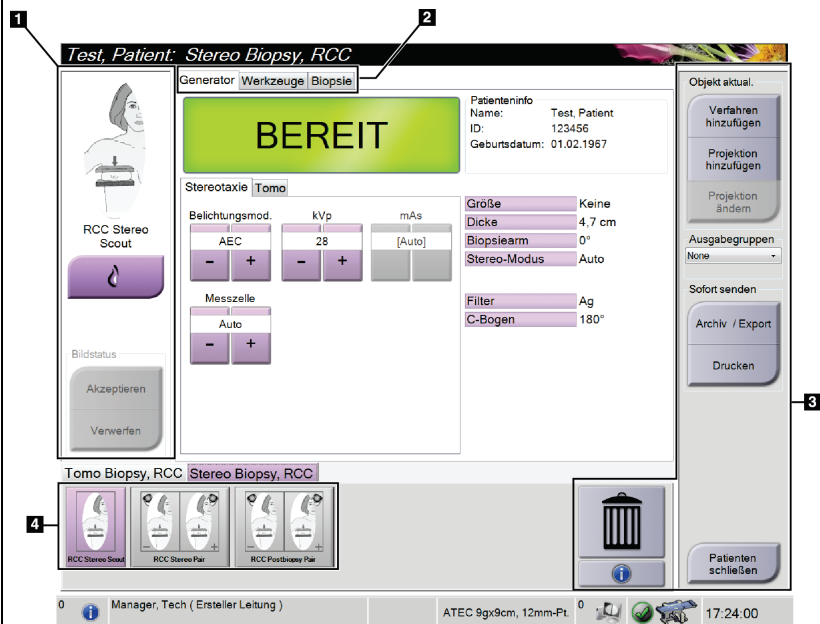 1
2
Test, Patient: Stereo Biopsy, RCC
Generator Werkzeuge Biopsie
BEREIT
Patienteninfo
Name: Test, Patient
ID: 123456
Geburtsdatum: 01.02.1967
RCC Stereo
Scout
Bildstatus
Akzeptieren
Verwerfen
Stereotaxie Tomo
Belichtungsmod. kVp mAs
AEC 28 [Auto]
- + - +
Messzelle
Auto
- +
Größe Keine
Dicke 4,7 cm
Biopsiearm 0°
Stereo-Modus Auto
Filter Ag
C-Bogen 180°
Objekt aktual.
Verfahren
hinzufügen
Projektion
hinzufügen
Projektion
ändern
Ausgabegruppen
None
Sofort senden
Archiv / Export
Drucken
3
Tomo Biopsy, RCC Stereo Biopsy, RCC
4
RCC Stereo Scout
- +
RCC Stereo Pair
- +
RCC Postbiopsy Pair
i
Patienten
schließen
0 i Manager, Tech ( Ersteller Leitung ) ATEC 9gx9cm, 12mm-Pt. 0 17:24:00